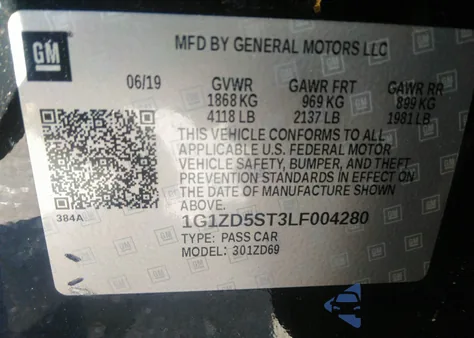 GM
MFD BY GENERAL MOTORS LLC
06/19 GVWR GAWR FRT GAWR RR
1868 KG 969 KG 899 KG
4118 LB 2137 LB 1981 LB
THIS VEHICLE CONFORMS TO ALL
APPLICABLE U.S. FEDERAL MOTOR
VEHICLE SAFETY, BUMPER, AND THEFT
PREVENTION STANDARDS IN EFFECT ON
THE DATE OF MANUFACTURE SHOWN
ABOVE.
384A
1G1ZD5ST3LF004280
TYPE: PASS CAR
MODEL: 301ZD69